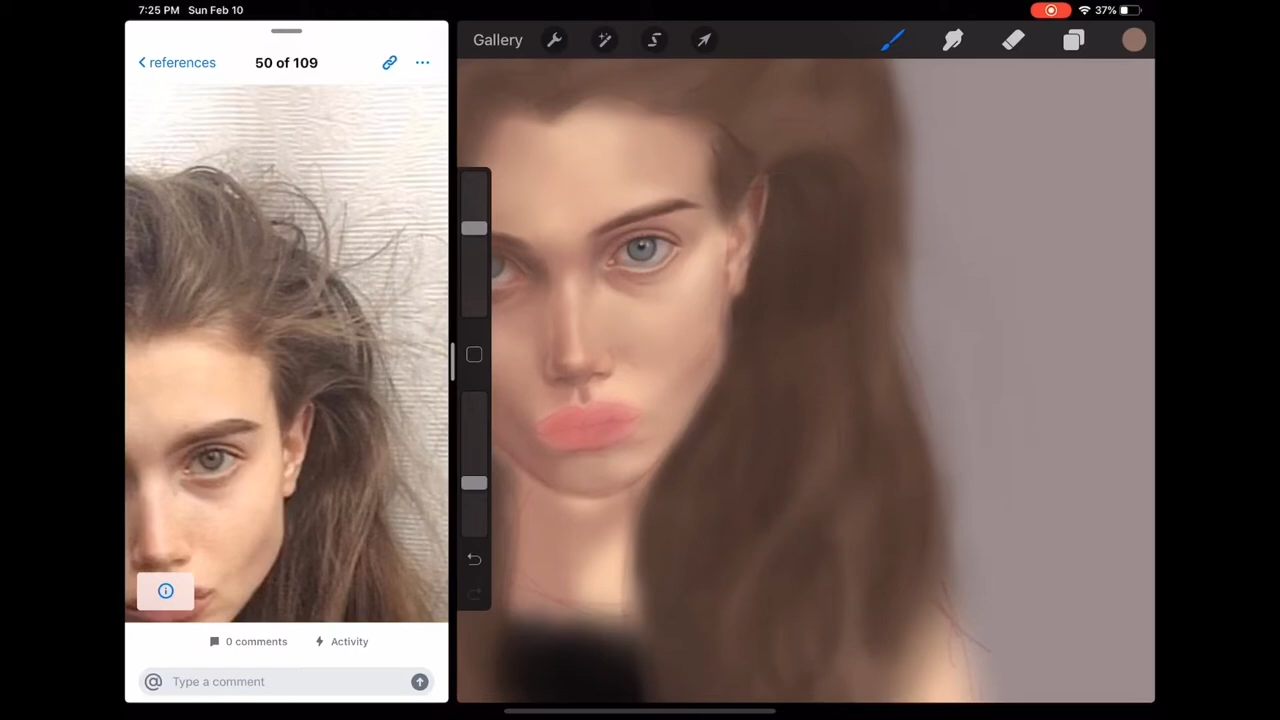 7:25 PM Sun Feb 10
37%
references
50 of 109
Gallery
0 comments
Activity
@ Type a comment